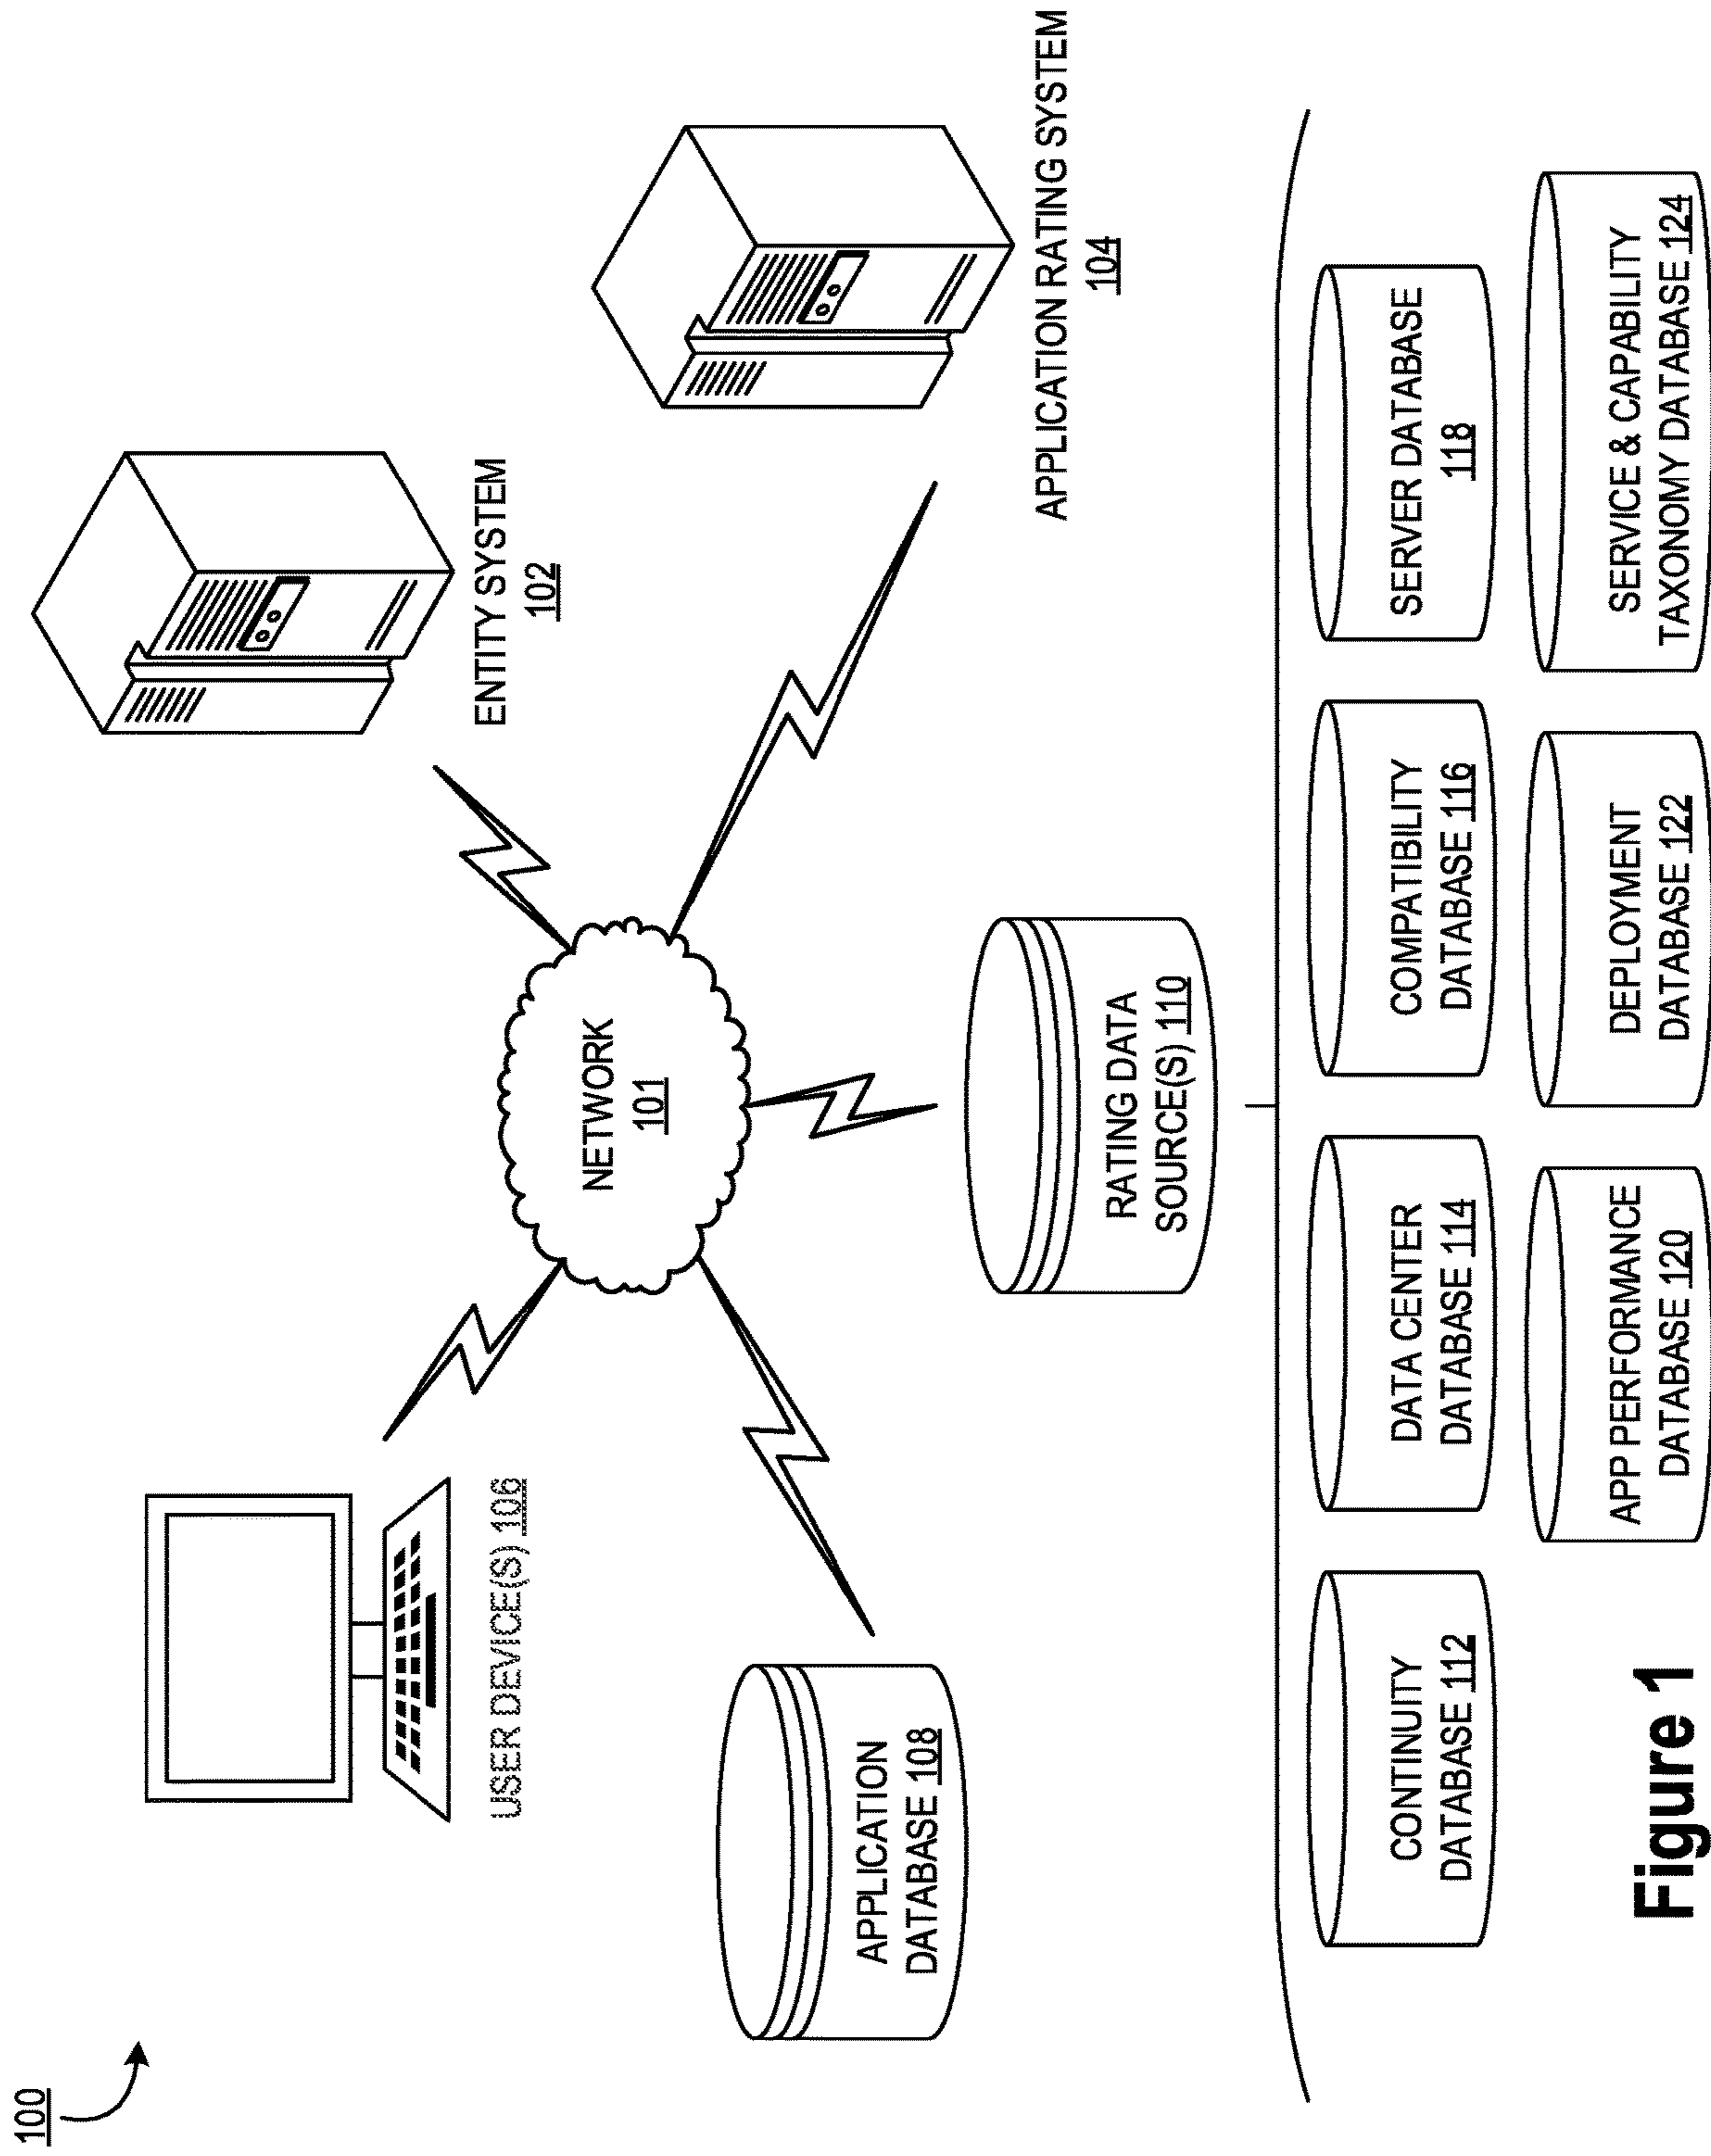 100
ENTITY SYSTEM
102
USER DEVICE(S) 106
NETWORK
101
APPLICATION RATING SYSTEM
104
APPLICATION
DATABASE 108
RATING DATA
SOURCE(S) 110
CONTINUITY
DATABASE 112
DATA CENTER
DATABASE 114
COMPATIBILITY
DATABASE 116
SERVER DATABASE
118
APP PERFORMANCE
DATABASE 120
DEPLOYMENT
DATABASE 122
SERVICE & CAPABILITY
TAXONOMY DATABASE 124
Figure 1